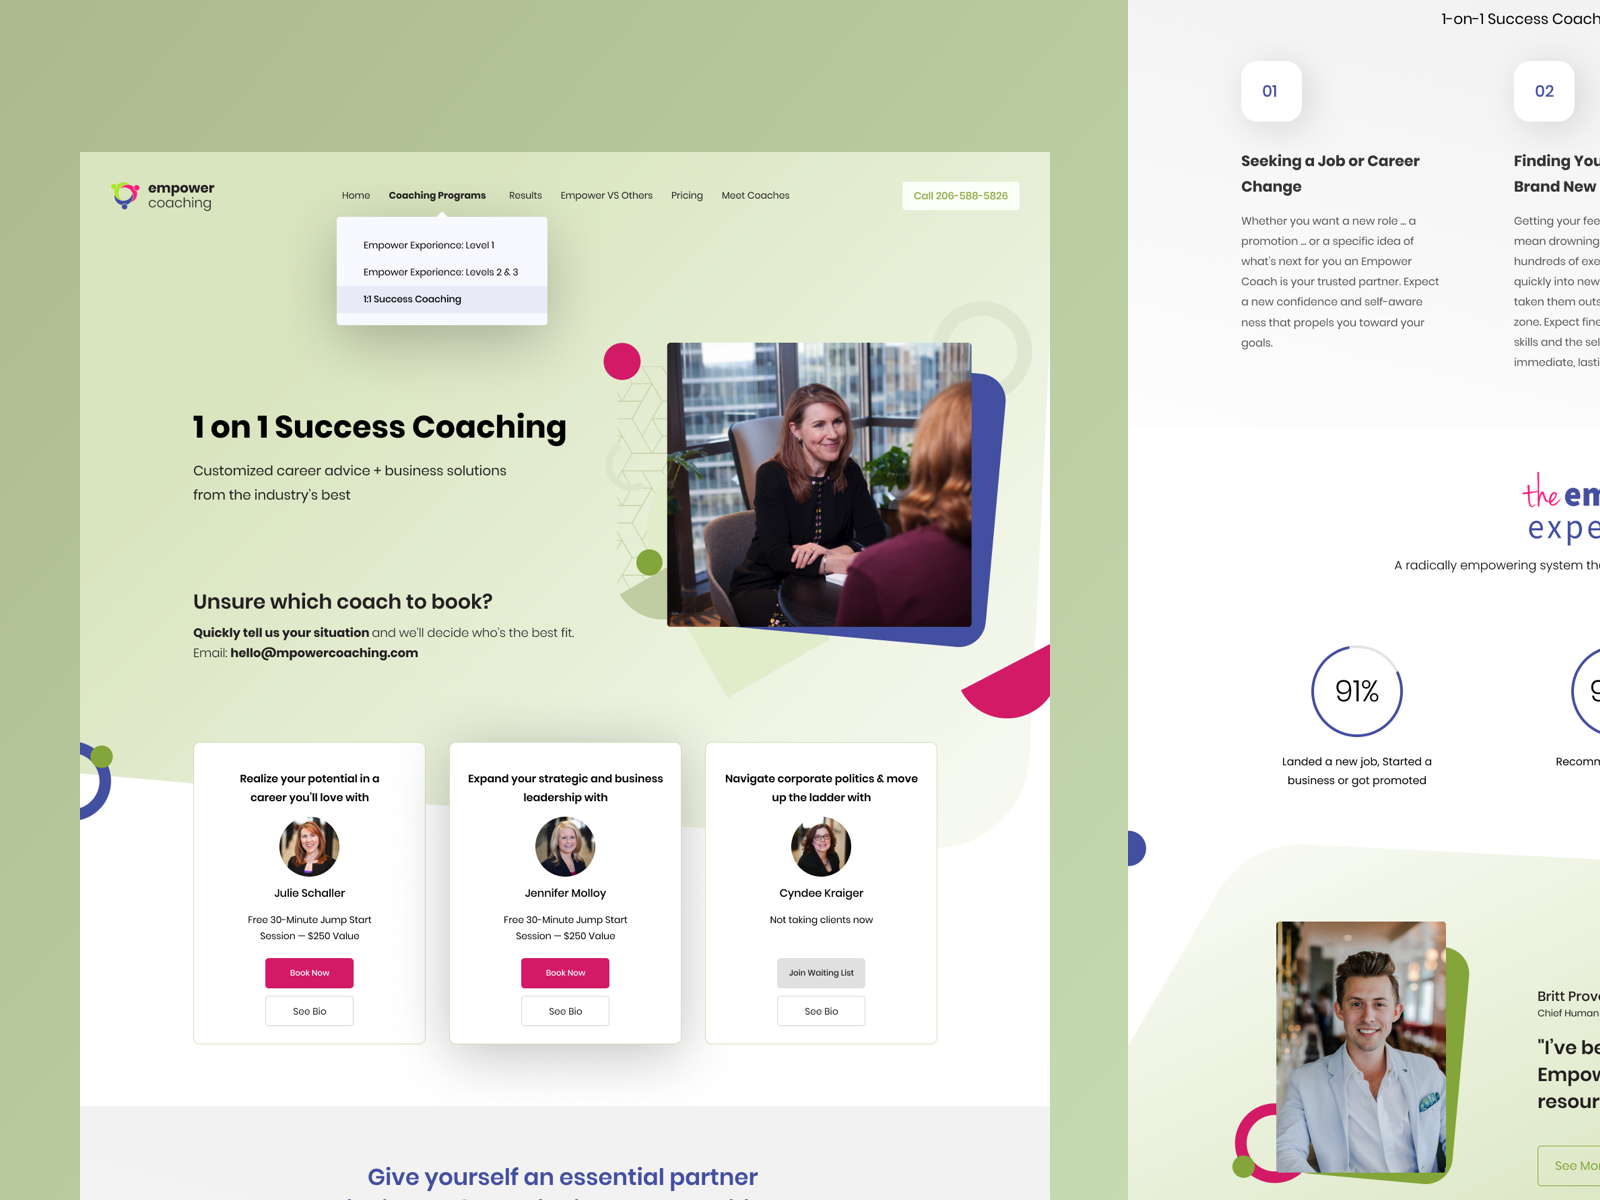 empower
coaching
Home
Coaching Programs
Results
Empower VS Others
Pricing
Meet Coaches
Call 206-588-5826
Empower Experience: Level 1
Empower Experience: Levels 2 & 3
1:1 Success Coaching
1 on 1 Success Coaching
Customized career advice + business solutions
from the industry's best
Unsure which coach to book?
Quickly tell us your situation and we'll decide who's the best fit.
Email: hello@mpowercoaching.com
Realize your potential in a
career you'll love with
Julie Schaller
Free 30-Minute Jump Start
Session — $250 Value
Book Now
See Bio
Expand your strategic and business
leadership with
Jennifer Molloy
Free 30-Minute Jump Start
Session — $250 Value
Book Now
See Bio
Navigate corporate politics & move
up the ladder with
Cyndee Kraiger
Not taking clients now
Join Waiting List
See Bio
Give yourself an essential partner
1-on-1 Success Coach
01
Seeking a Job or Career
Change
Whether you want a new role ... a
promotion ... or a specific idea of
what's next for you an Empower
Coach is your trusted partner. Expect
a new confidence and self-aware
ness that propels you toward your
goals.
02
Finding You
Brand New
Getting your fee
mean drowning
hundreds of exe
quickly into new
taken them outs
zone. Expect fine
skills and the sel
immediate, lasti
the em
expe
A radically empowering system th
91%
Landed a new job, Started a
business or got promoted
9
Recomm
Britt Prov
Chief Human
"I've be
Empow
resour
See Mo